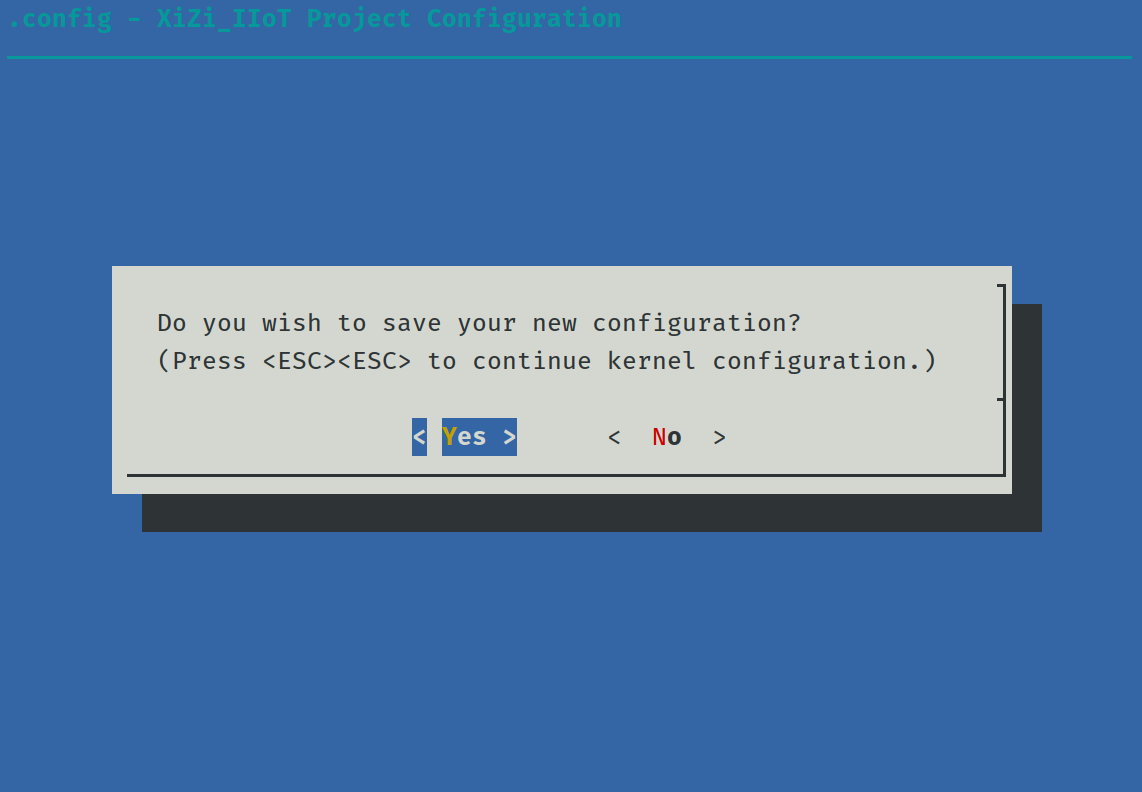 .config - XiZi_IIoT Project Configuration
Do you wish to save your new configuration?
(Press <ESC><ESC> to continue kernel configuration.)
< Yes >      <  No  >